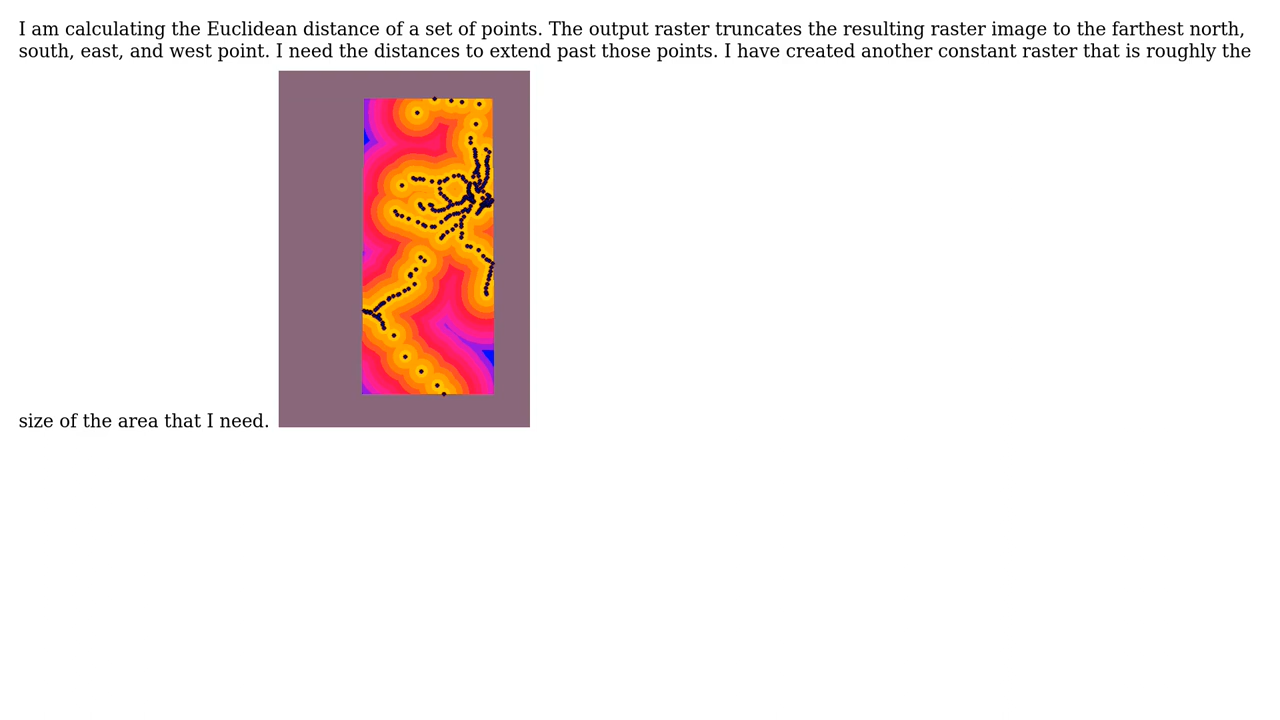 I am calculating the Euclidean distance of a set of points. The output raster truncates the resulting raster image to the farthest north,
south, east, and west point. I need the distances to extend past those points. I have created another constant raster that is roughly the
size of the area that I need.